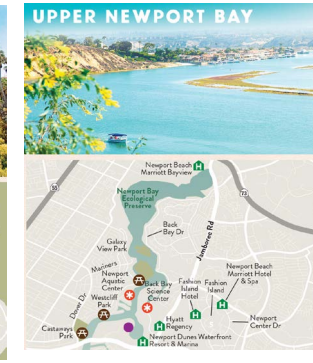 UPPER NEWPORT BAY
Newport Beach
Marriott Bayview
H
55
73
Newport Bay
Ecological
Preserve
Back
Bay Dr
Jamboree Rd
Galaxy
View Park
Mariners
Newport
Aquatic
Center
Back Bay
Science
Center
Fashion
Island
Hotel
Fashion
Island
Newport Beach
Marriott Hotel
& Spa
H
H
Dover Dr
Westcliff
Park
Castaways
Park
H
Hyatt
Regency
Newport
Center Dr
H
Newport Dunes Waterfront
Resort & Marina